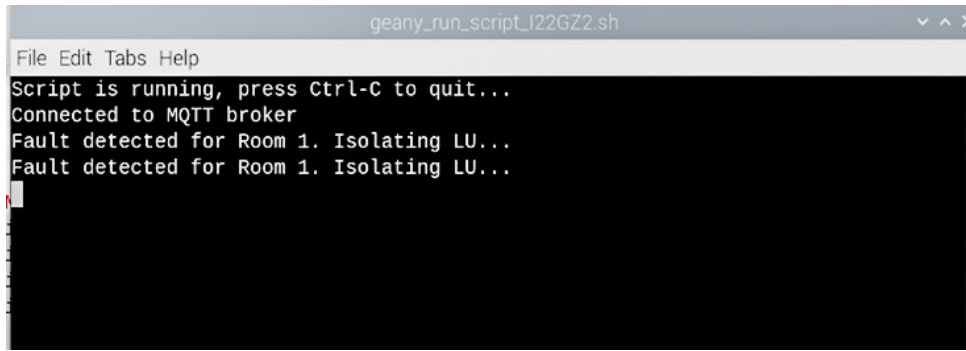 geany_run_script_I22GZ2.sh
File Edit Tabs Help
Script is running, press Ctrl-C to quit...
Connected to MQTT broker
Fault detected for Room 1. Isolating LU...
Fault detected for Room 1. Isolating LU...